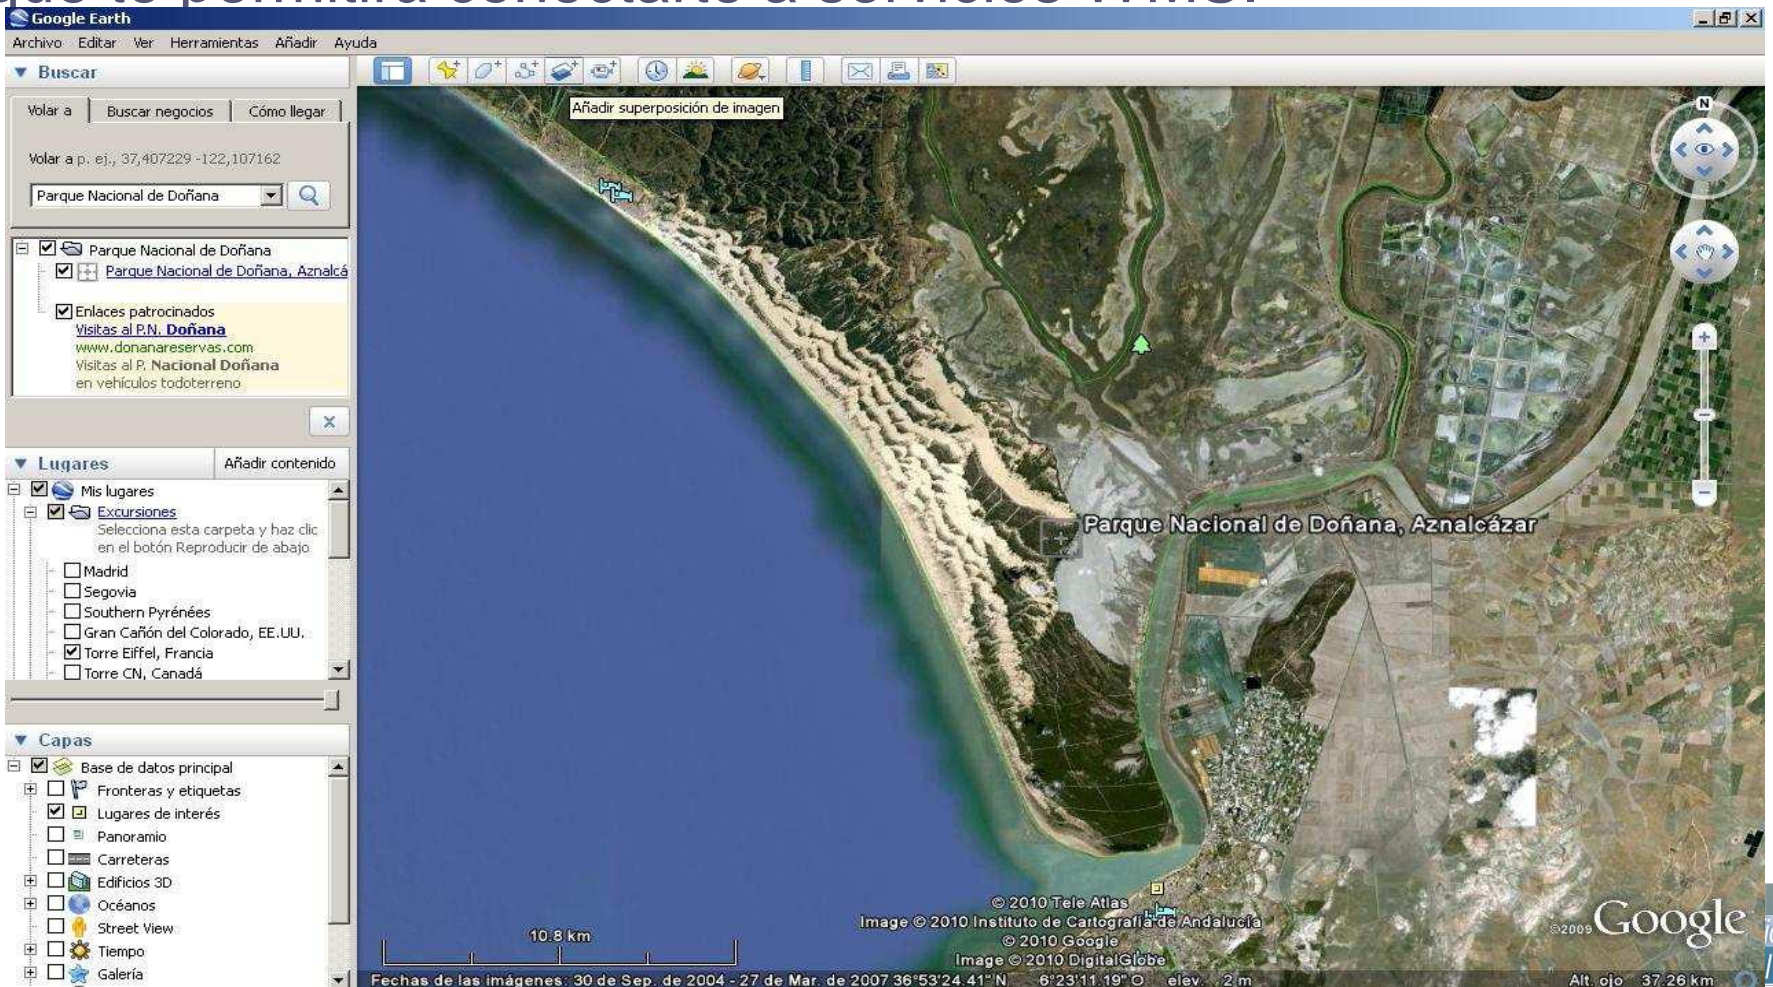 que te permitirá conectarte a servicios WMS.
Google Earth
Archivo Editar Ver Herramientas Añadir Ayuda
Buscar
Volar a Buscar negocios Cómo llegar
Volar a p. ej., 37,407229 -122,107162
Parque Nacional de Doñana
Parque Nacional de Doñana
Parque Nacional de Doñana, Aznalcá
Enlaces patrocinados
Visitas al P.N. Doñana
www.donanareservas.com
Visitas al P. Nacional Doñana
en vehículos todoterreno
Lugares Añadir contenido
Mis lugares
Excursiones
Selecciona esta carpeta y haz clic
en el botón Reproducir de abajo
Madrid
Segovia
Southern Pyrénées
Gran Cañón del Colorado, EE.UU.
Torre Eiffel, Francia
Torre CN, Canadá
Capas
Base de datos principal
Fronteras y etiquetas
Lugares de interés
Panoramio
Carreteras
Edificios 3D
Océanos
Street View
Tiempo
Galería
Añadir superposición de imagen
N
Parque Nacional de Doñana, Aznalcázar
10.8 km
© 2010 Tele Atlas
Image © 2010 Instituto de Cartografía de Andalucía
© 2010 Google
Image © 2010 DigitalGlobe
©2009 Google
Fechas de las imágenes: 30 de Sep. de 2004 - 27 de Mar. de 2007 36°53'24.41" N 6°23'11.19" O elev. 2 m Alt. ojo 37.26 km